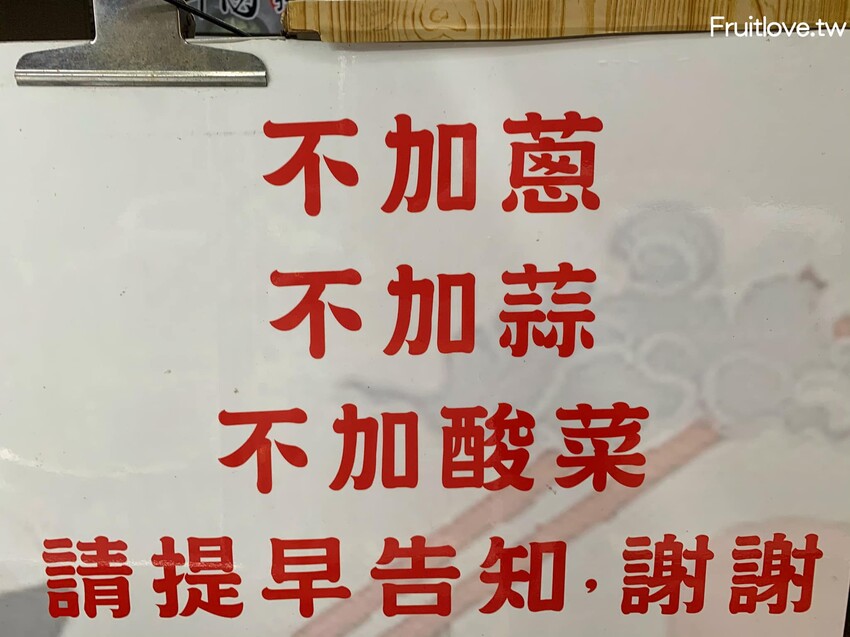 Fruitlove.tw
不加蔥
不加蒜
不加酸菜
請提早告知,謝謝